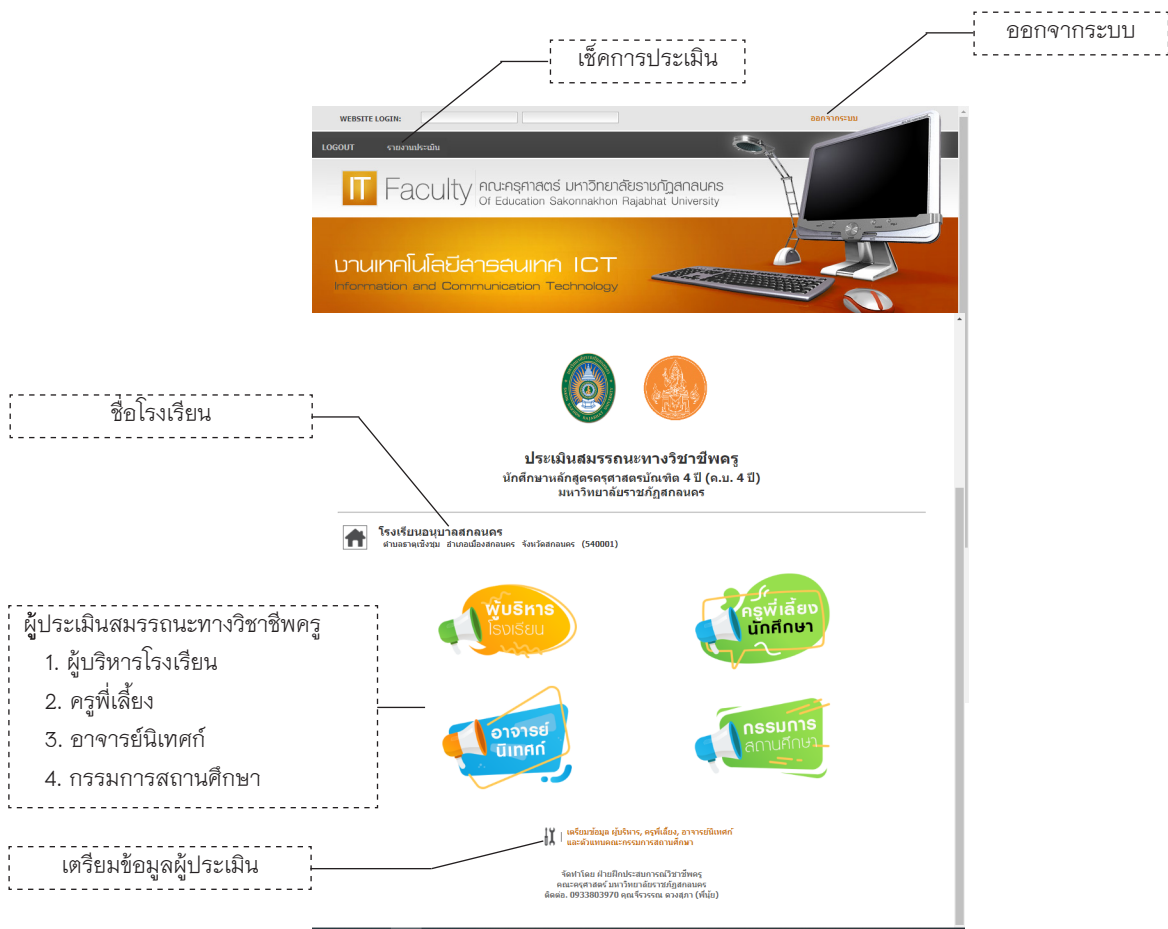 ออกจากระบบ
เช็คการประเมิน
WEBSITE LOGIN:
ออกจากระบบ
LOGOUT รายงานประเมิน
IT Faculty คณะครุศาสตร์ มหาวิทยาลัยราชภัฏสกลนคร
Of Education Sakonnakhon Rajabhat University
งานเทคโนโลยีสารสนเทศ ICT
Information and Communication Technology
ชื่อโรงเรียน
ประเมินสมรรถนะทางวิชาชีพครู
นักศึกษาหลักสูตรครุศาสตรบัณฑิต 4 ปี (ค.บ. 4 ปี)
มหาวิทยาลัยราชภัฏสกลนคร
โรงเรียนอนุบาลสกลนคร
ตำบลธาตุเชิงชุม อำเภอเมืองสกลนคร จังหวัดสกลนคร (540001)
ผู้บริหาร
โรงเรียน
ครูพี่เลี้ยง
นักศึกษา
ผู้ประเมินสมรรถนะทางวิชาชีพครู
1. ผู้บริหารโรงเรียน
2. ครูพี่เลี้ยง
3. อาจารย์นิเทศก์
4. กรรมการสถานศึกษา
อาจารย์
นิเทศก์
กรรมการ
สถานศึกษา
เตรียมข้อมูล ผู้บริหาร, ครูพี่เลี้ยง, อาจารย์นิเทศก์
และตัวแทนคณะกรรมการสถานศึกษา
เตรียมข้อมูลผู้ประเมิน
จัดทำโดย ฝ่ายฝึกประสบการณ์วิชาชีพครู
คณะครุศาสตร์ มหาวิทยาลัยราชภัฏสกลนคร
ติดต่อ. 0933803970 คุณจีรวรรณ ดวงสุภา (พี่นุ้ย)